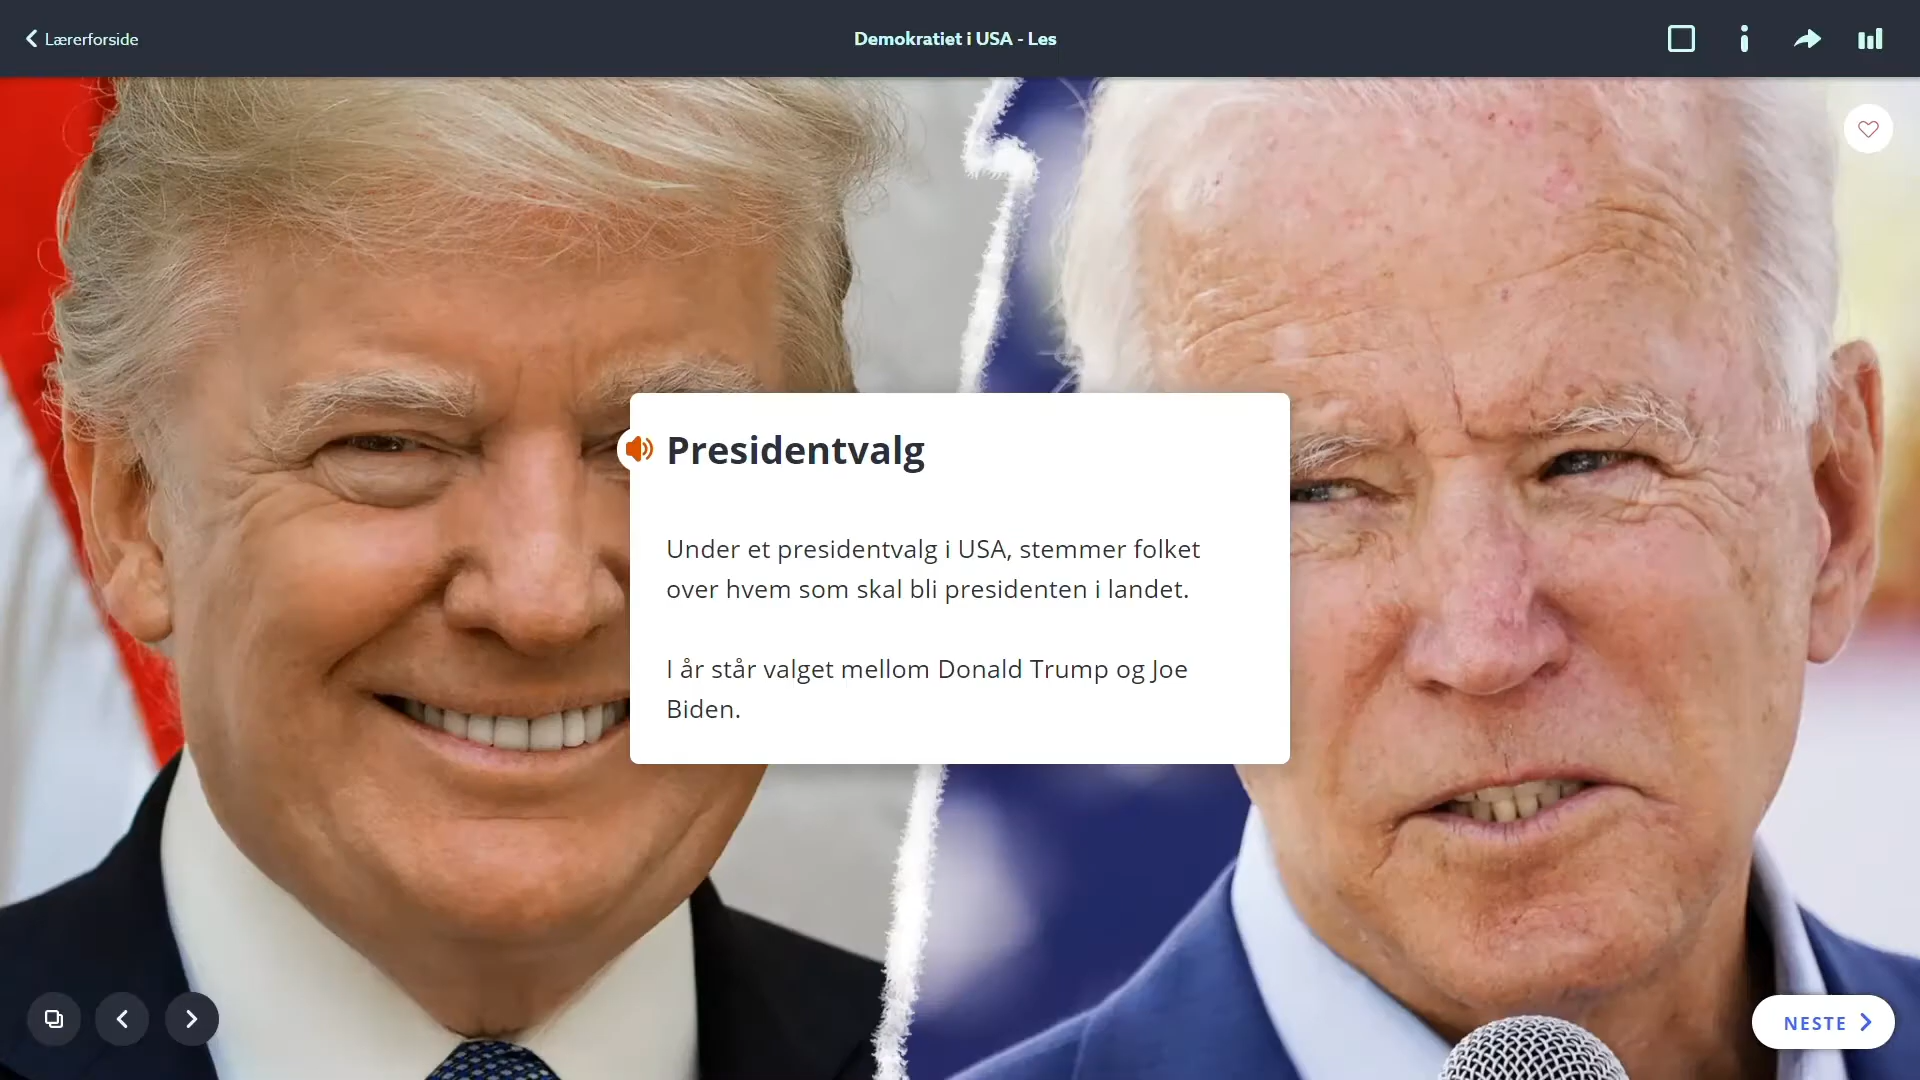 Lærerforside
Demokratiet i USA - Les
Presidentvalg
Under et presidentvalg i USA, stemmer folket
over hvem som skal bli presidenten i landet.
I år står valget mellom Donald Trump og Joe
Biden.
NESTE